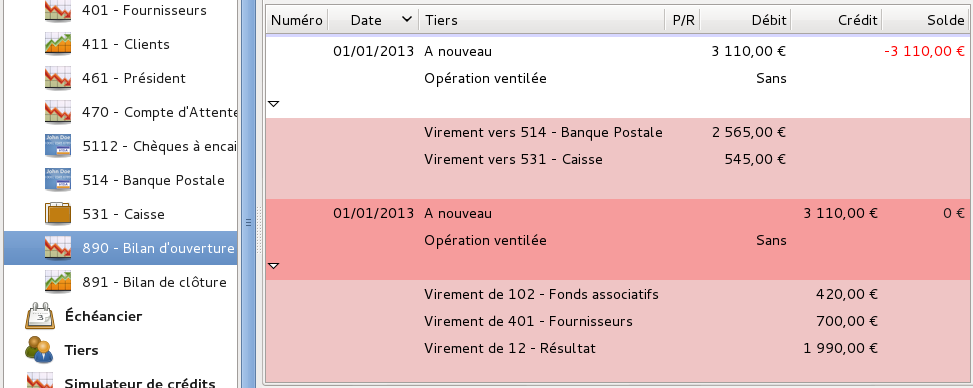 401 - Fournisseurs
411 - Clients
461 - Président
470 - Compte d'Attente
5112 - Chèques à encai
514 - Banque Postale
531 - Caisse
890 - Bilan d'ouverture
891 - Bilan de clôture
Échéancier
Tiers
Simulateur de crédits
Numéro Date Tiers P/R Débit Crédit Solde
01/01/2013 A nouveau 3 110,00 € -3 110,00 €
Opération ventilée Sans
Virement vers 514 - Banque Postale 2 565,00 €
Virement vers 531 - Caisse 545,00 €
01/01/2013 A nouveau 3 110,00 € 0 €
Opération ventilée Sans
Virement de 102 - Fonds associatifs 420,00 €
Virement de 401 - Fournisseurs 700,00 €
Virement de 12 - Résultat 1 990,00 €